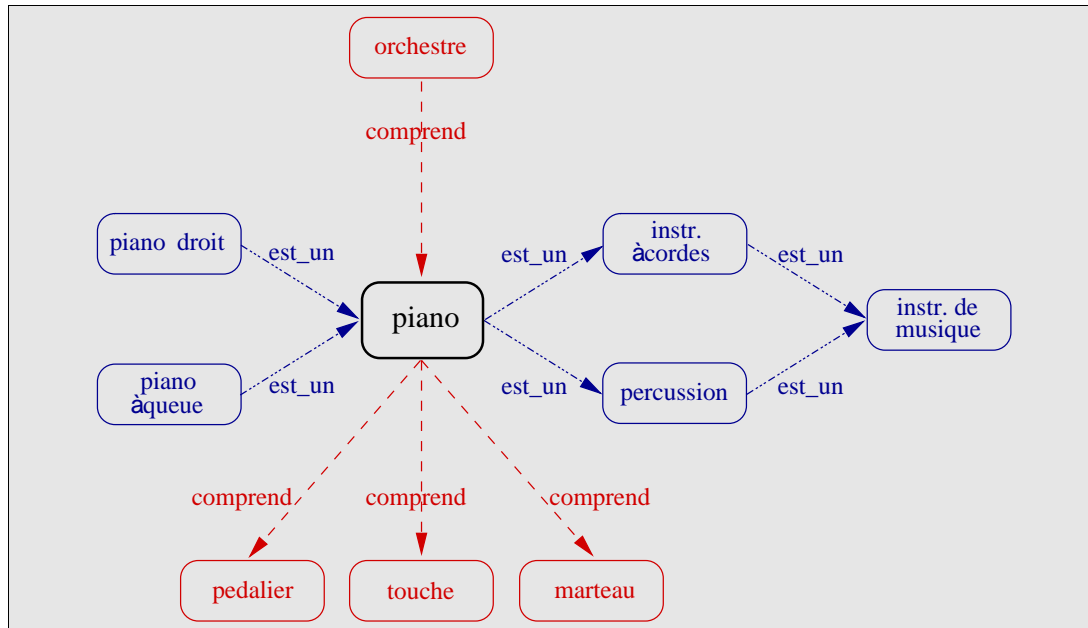 orchestre
comprend
piano droit
est_un
est_un
instr.
àcordes
est_un
piano
instr. de
musique
piano
àqueue
est_un
est_un
percussion
est_un
comprend
comprend
comprend
pedalier
touche
marteau